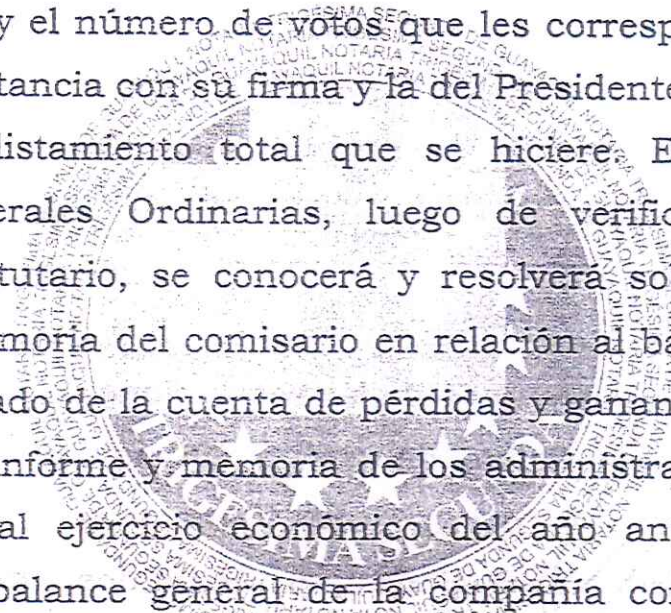 y el número de votos que les corresp
tancia con su firma y la del Presidente
listamiento total que se hiciere. E
erales Ordinarias, luego de verific
tutario, se conocerá y resolverá so
moria del comisario en relación al ba
ado de la cuenta de pérdidas y ganan
informe y memoria de los administra
al ejercicio económico del año an
balance general de la compañía co
TRIGESIMA SEGUNDA